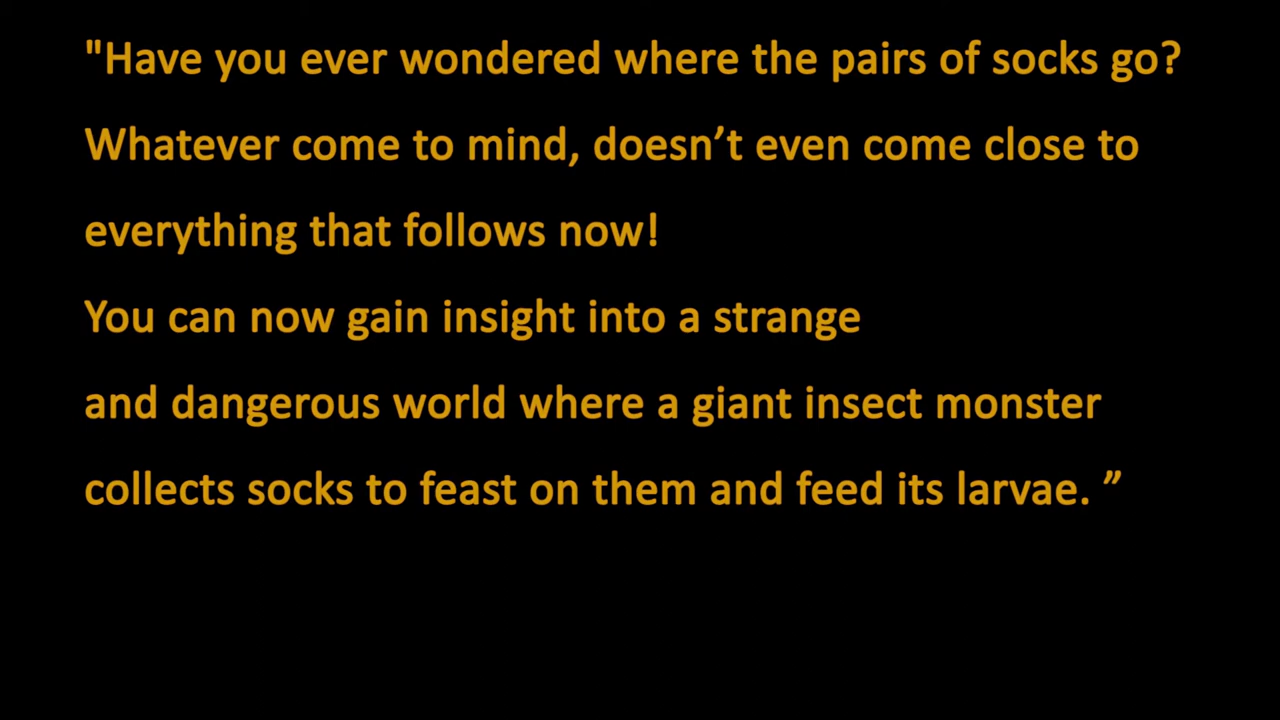 "Have you ever wondered where the pairs of socks go?
Whatever come to mind, doesn’t even come close to
everything that follows now!
You can now gain insight into a strange
and dangerous world where a giant insect monster
collects socks to feast on them and feed its larvae. ”